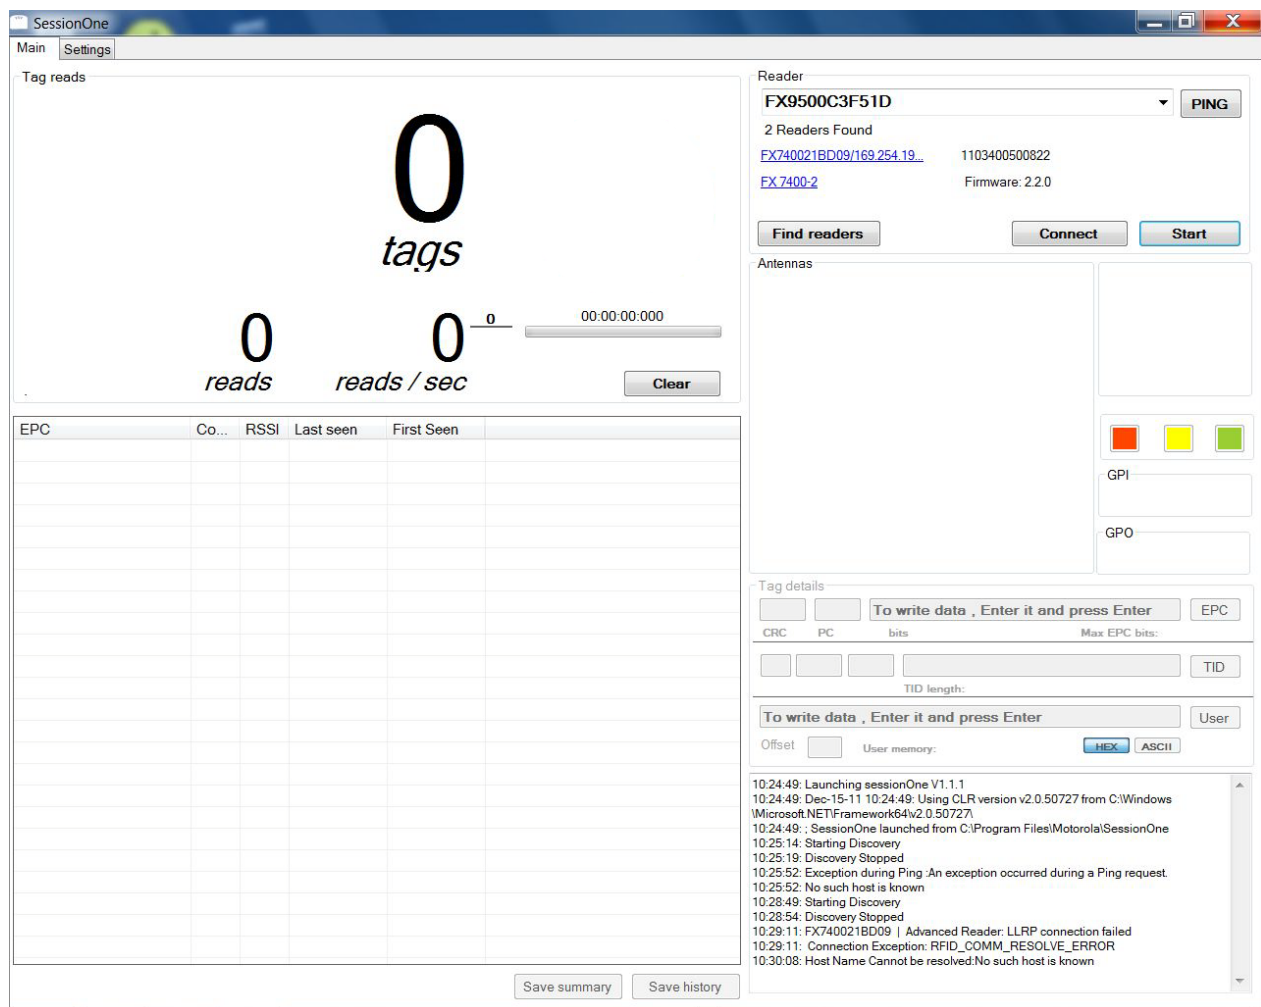 SessionOne
Main Settings
Tag reads
0
tags
0
reads
0
reads / sec
0
00:00:00:000
Clear
EPC Co... RSSI Last seen First Seen
Save summary Save history
Reader
FX9500C3F51D PING
2 Readers Found
FX740021BD09/169.254.19... 1103400500822
FX 7400-2 Firmware: 2.2.0
Find readers Connect Start
Antennas
GPI
GPO
Tag details
To write data , Enter it and press Enter EPC
CRC PC bits Max EPC bits:
TID
TID length:
To write data , Enter it and press Enter User
Offset User memory: HEX ASCII
10:24:49: Launching sessionOne V1.1.1
10:24:49: Dec-15-11 10:24:49: Using CLR version v2.0.50727 from C:\Windows
\Microsoft.NET\Framework64\v2.0.50727\
10:24:49: ; SessionOne launched from C:\Program Files\Motorola\SessionOne
10:25:14: Starting Discovery
10:25:19: Discovery Stopped
10:25:52: Exception during Ping :An exception occurred during a Ping request.
10:25:52: No such host is known
10:28:49: Starting Discovery
10:28:54: Discovery Stopped
10:29:11: FX740021BD09 | Advanced Reader: LLRP connection failed
10:29:11: Connection Exception: RFID_COMM_RESOLVE_ERROR
10:30:08: Host Name Cannot be resolved:No such host is known